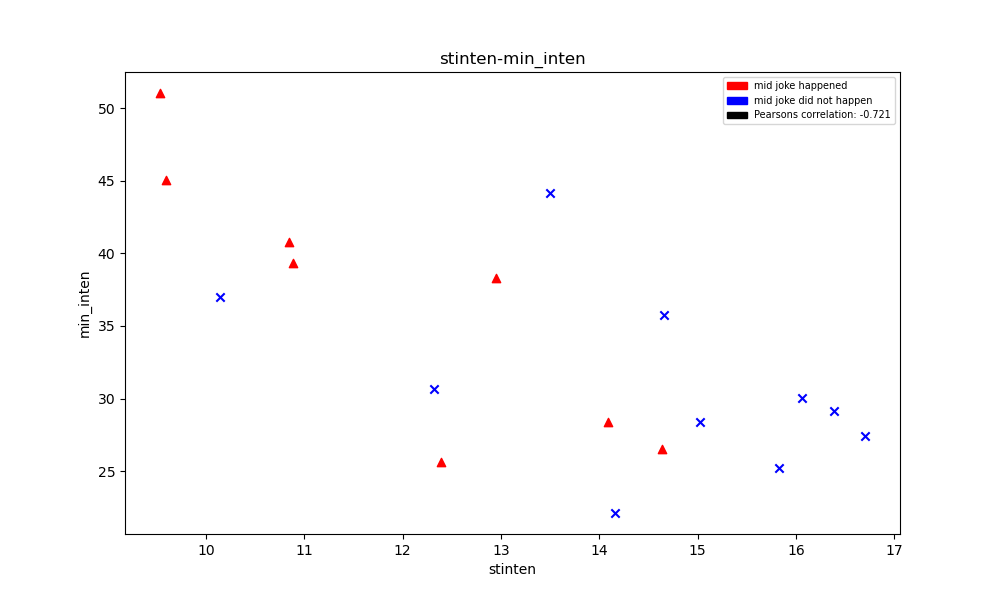 stinten-min_inten
mid joke happened
mid joke did not happen
Pearsons correlation: -0.721
50
45
40
35
30
25
min_inten
10 11 12 13 14 15 16 17
stinten